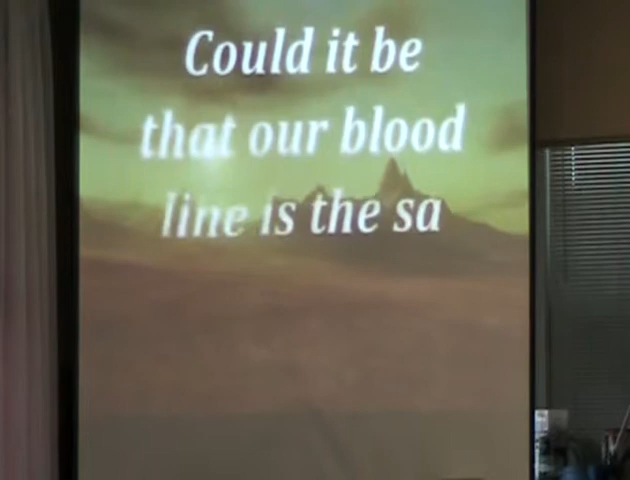 Could it be
that our blood
line is the sa